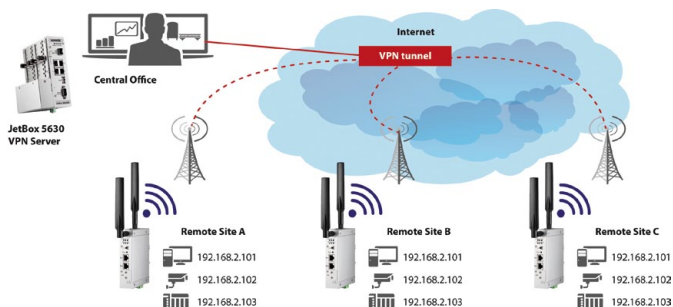 Internet
VPN tunnel
Central Office
JetBox 5630
VPN Server
Remote Site A
192.168.2.101
192.168.2.102
192.168.2.103
Remote Site B
192.168.2.101
192.168.2.102
192.168.2.103
Remote Site C
192.168.2.101
192.168.2.102
192.168.2.103